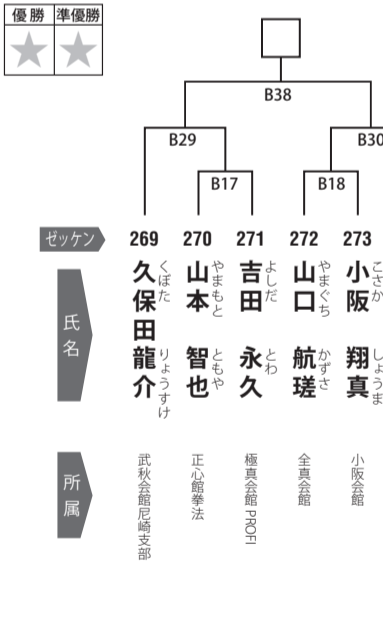 優勝 準優勝
B38
B29 B30
B17 B18
ゼッケン 269 270 271 272 273
氏名
久保田龍介
くぼた りょうすけ
山本 智也
やまもと ともや
吉田 永久
よしだ とわ
山口 航瑳
やまぐち かずさ
小阪 翔真
こさか しょうま
所属
武秋会館尼崎支部
正心館拳法
極真会館 PROFI
全真会館
小阪会館